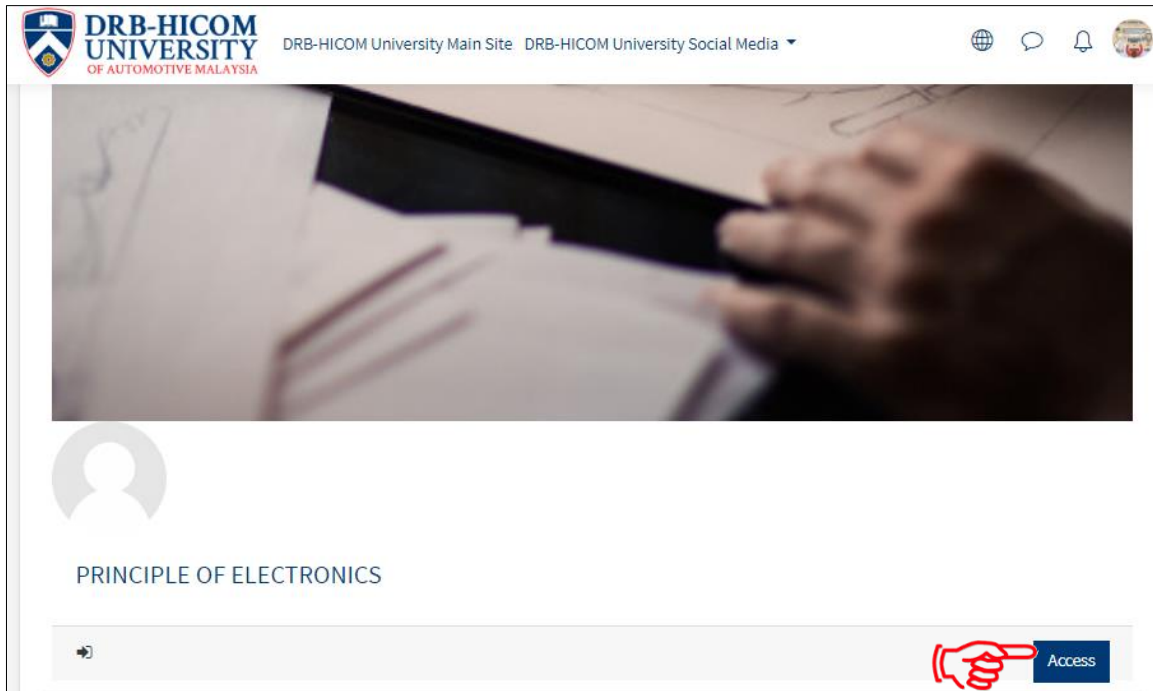 DRB-HICOM
UNIVERSITY
OF AUTOMOTIVE MALAYSIA
DRB-HICOM University Main Site DRB-HICOM University Social Media
PRINCIPLE OF ELECTRONICS
Access